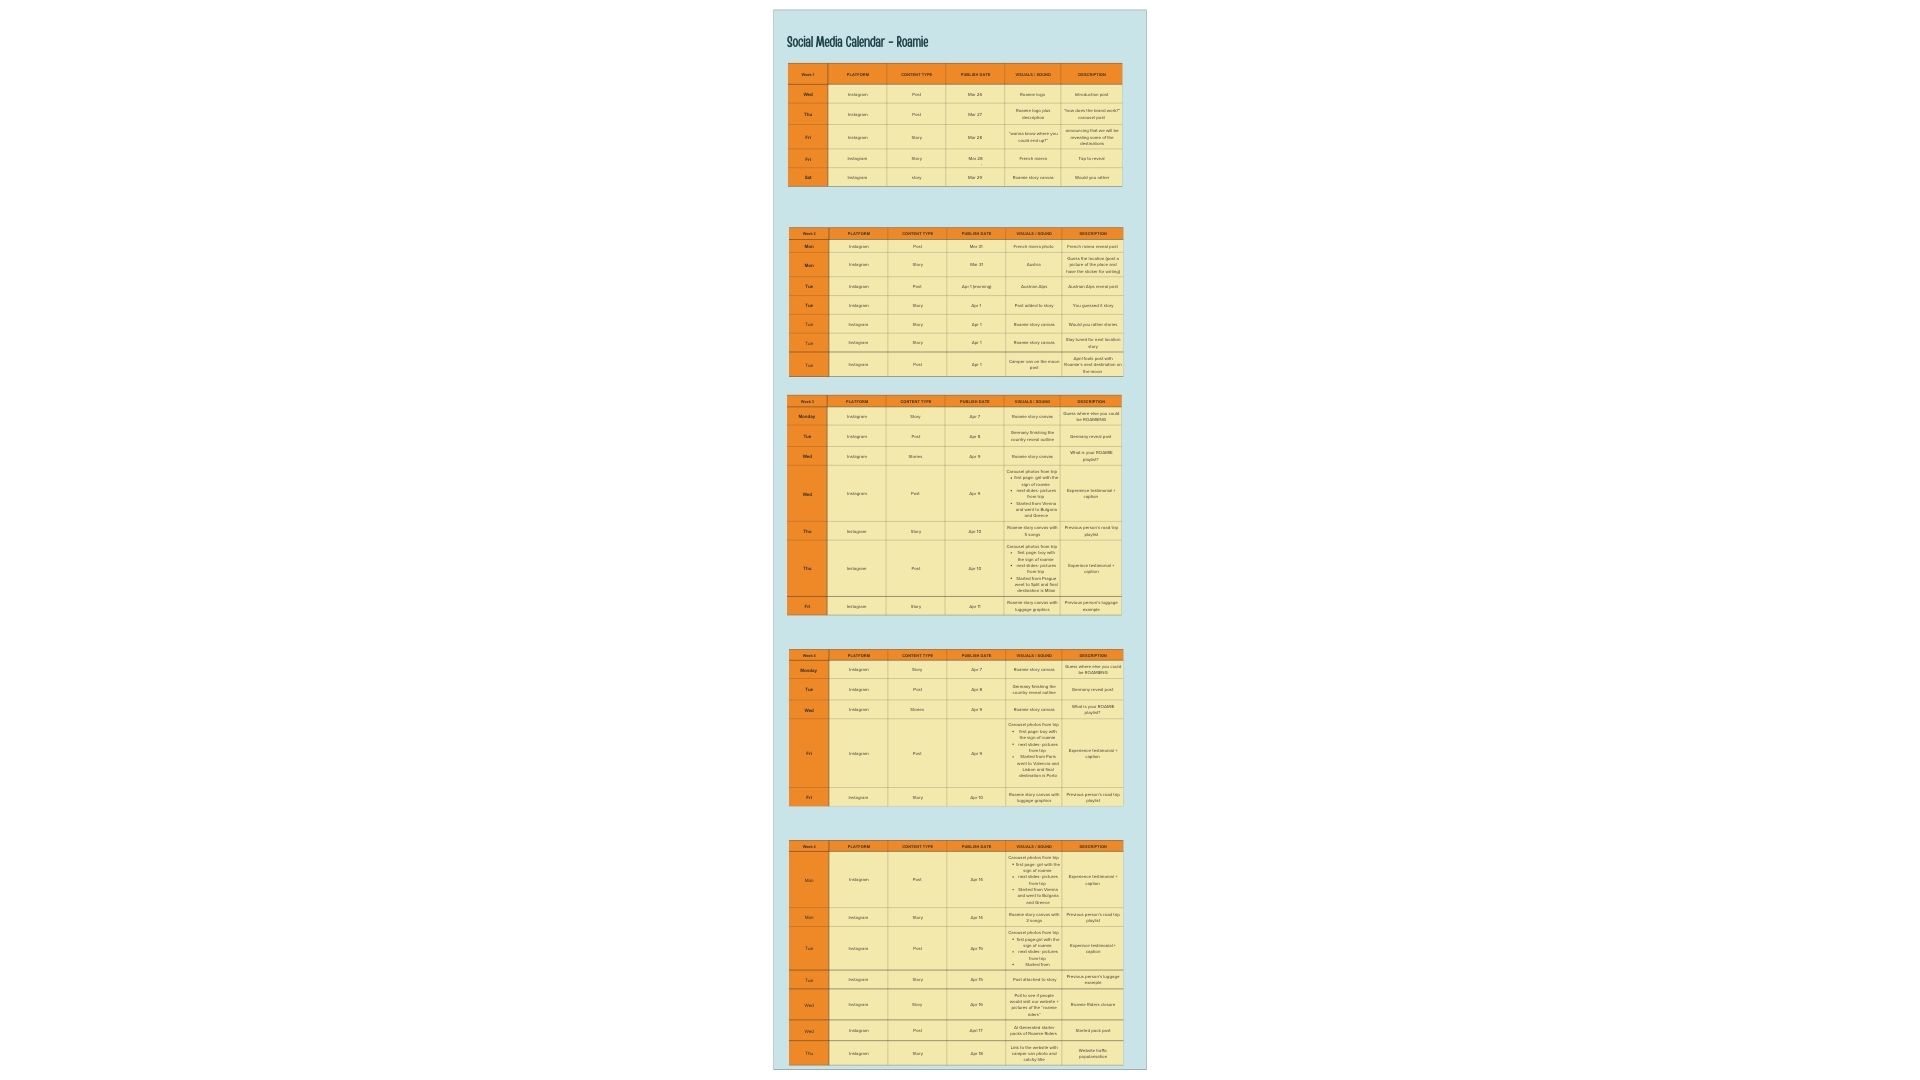 Social Media Calendar - Roamie
Week 1 PLATFORM CONTENT TYPE PUBLISH DATE VISUALS / SOUND DESCRIPTION
Wed Instagram Post Mar 26 Roamie logo Introduction post
Thu Instagram Post Mar 27 Roamie logo plus description "how does the brand work?" carousel post
Fri Instagram Story Mar 28 "wanna know where you could end up?" announcing that we will be revealing some of the destinations
Fri Instagram Story Mar 28 French riviera Tap to reveal
Sat Instagram story Mar 29 Roamie story canvas Would you rather
Week 2 PLATFORM CONTENT TYPE PUBLISH DATE VISUALS / SOUND DESCRIPTION
Mon Instagram Post Mar 31 French riviera photo French riviera reveal post
Mon Instagram Story Mar 31 Austria Guess the location (post a picture of the place and have the sticker for writing)
Tue Instagram Post Apr 1 (morning) Austrian Alps Austrian Alps reveal post
Tue Instagram Story Apr 1 Post added to story You guessed it story
Tue Instagram Story Apr 1 Roamie story canvas Would you rather stories
Tue Instagram Story Apr 1 Roamie story canvas Stay tuned for next location story
Tue Instagram Post Apr 1 Camper van on the moon post April fools post with Roamie's next destination on the moon
Week 3 PLATFORM CONTENT TYPE PUBLISH DATE VISUALS / SOUND DESCRIPTION
Monday Instagram Story Apr 7 Roamie story canvas Guess where else you could be ROAMIEING
Tue Instagram Post Apr 8 Germany finishing the country reveal outline Germany reveal post
Wed Instagram Stories Apr 9 Roamie story canvas What is your ROAMIE playlist?
Wed Instagram Post Apr 9 Carousel photos from trip • first page: girl with the sign of roamie • next slides: pictures from trip • Started from Vienna and went to Bulgaria and Greece Experience testimonial + caption
Thu Instagram Story Apr 10 Roamie story canvas with 5 songs Previous person's road trip playlist
Thu Instagram Post Apr 10 Carousel photos from trip • first page: boy with the sign of roamie • next slides: pictures from trip • Started from Prague went to Split and final destination is Milan Experince testimonial + caption
Fri Instagram Story Apr 11 Roamie story canvas with luggage graphics Previous person's luggage example
PLATFORM CONTENT TYPE PUBLISH DATE VISUALS / SOUND DESCRIPTION
Monday Instagram Story Apr 7 Roamie story canvas Guess where else you could be ROAMIEING
Tue Instagram Post Apr 8 Germany finishing the country reveal outline Germany reveal post
Wed Instagram Stories Apr 9 Roamie story canvas What is your ROAMIE playlist?
Fri Instagram Post Apr 9 Carousel photos from trip • first page: boy with the sign of roamie • next slides: pictures from trip • Started from Paris went to Valencia and Lisbon and final destination is Porto Experience testimonial + caption
Fri Instagram Story Apr 10 Roamie story canvas with luggage graphics Previous person's road trip playlist
PLATFORM CONTENT TYPE PUBLISH DATE VISUALS / SOUND DESCRIPTION
Mon Instagram Post Apr 14 Carousel photos from trip • first page: girl with the sign of roamie • next slides: pictures from trip • Started from Vienna and went to Bulgaria and Greece Experience testimonial + caption
Mon Instagram Story Apr 14 Roamie story canvas with 3 songs Previous person's road trip playlist
Tue Instagram Post Apr 15 Carousel photos from trip • first page:girl with the sign of roamie • next slides: pictures from trip • Started from Experince testimonial + caption
Tue Instagram Story Apr 15 Post attached to story Previous person's luggage example
Wed Instagram Story Apr 16 Poll to see if people would visit our website + pictures of the "roamie riders" Roamie Riders closure
Wed Instagram Post April 17 AI Generated starter packs of Roamie Riders Started pack post
Thu Instagram Story Apr 18 Link to the website with camper van photo and catchy title Website traffic popularisation